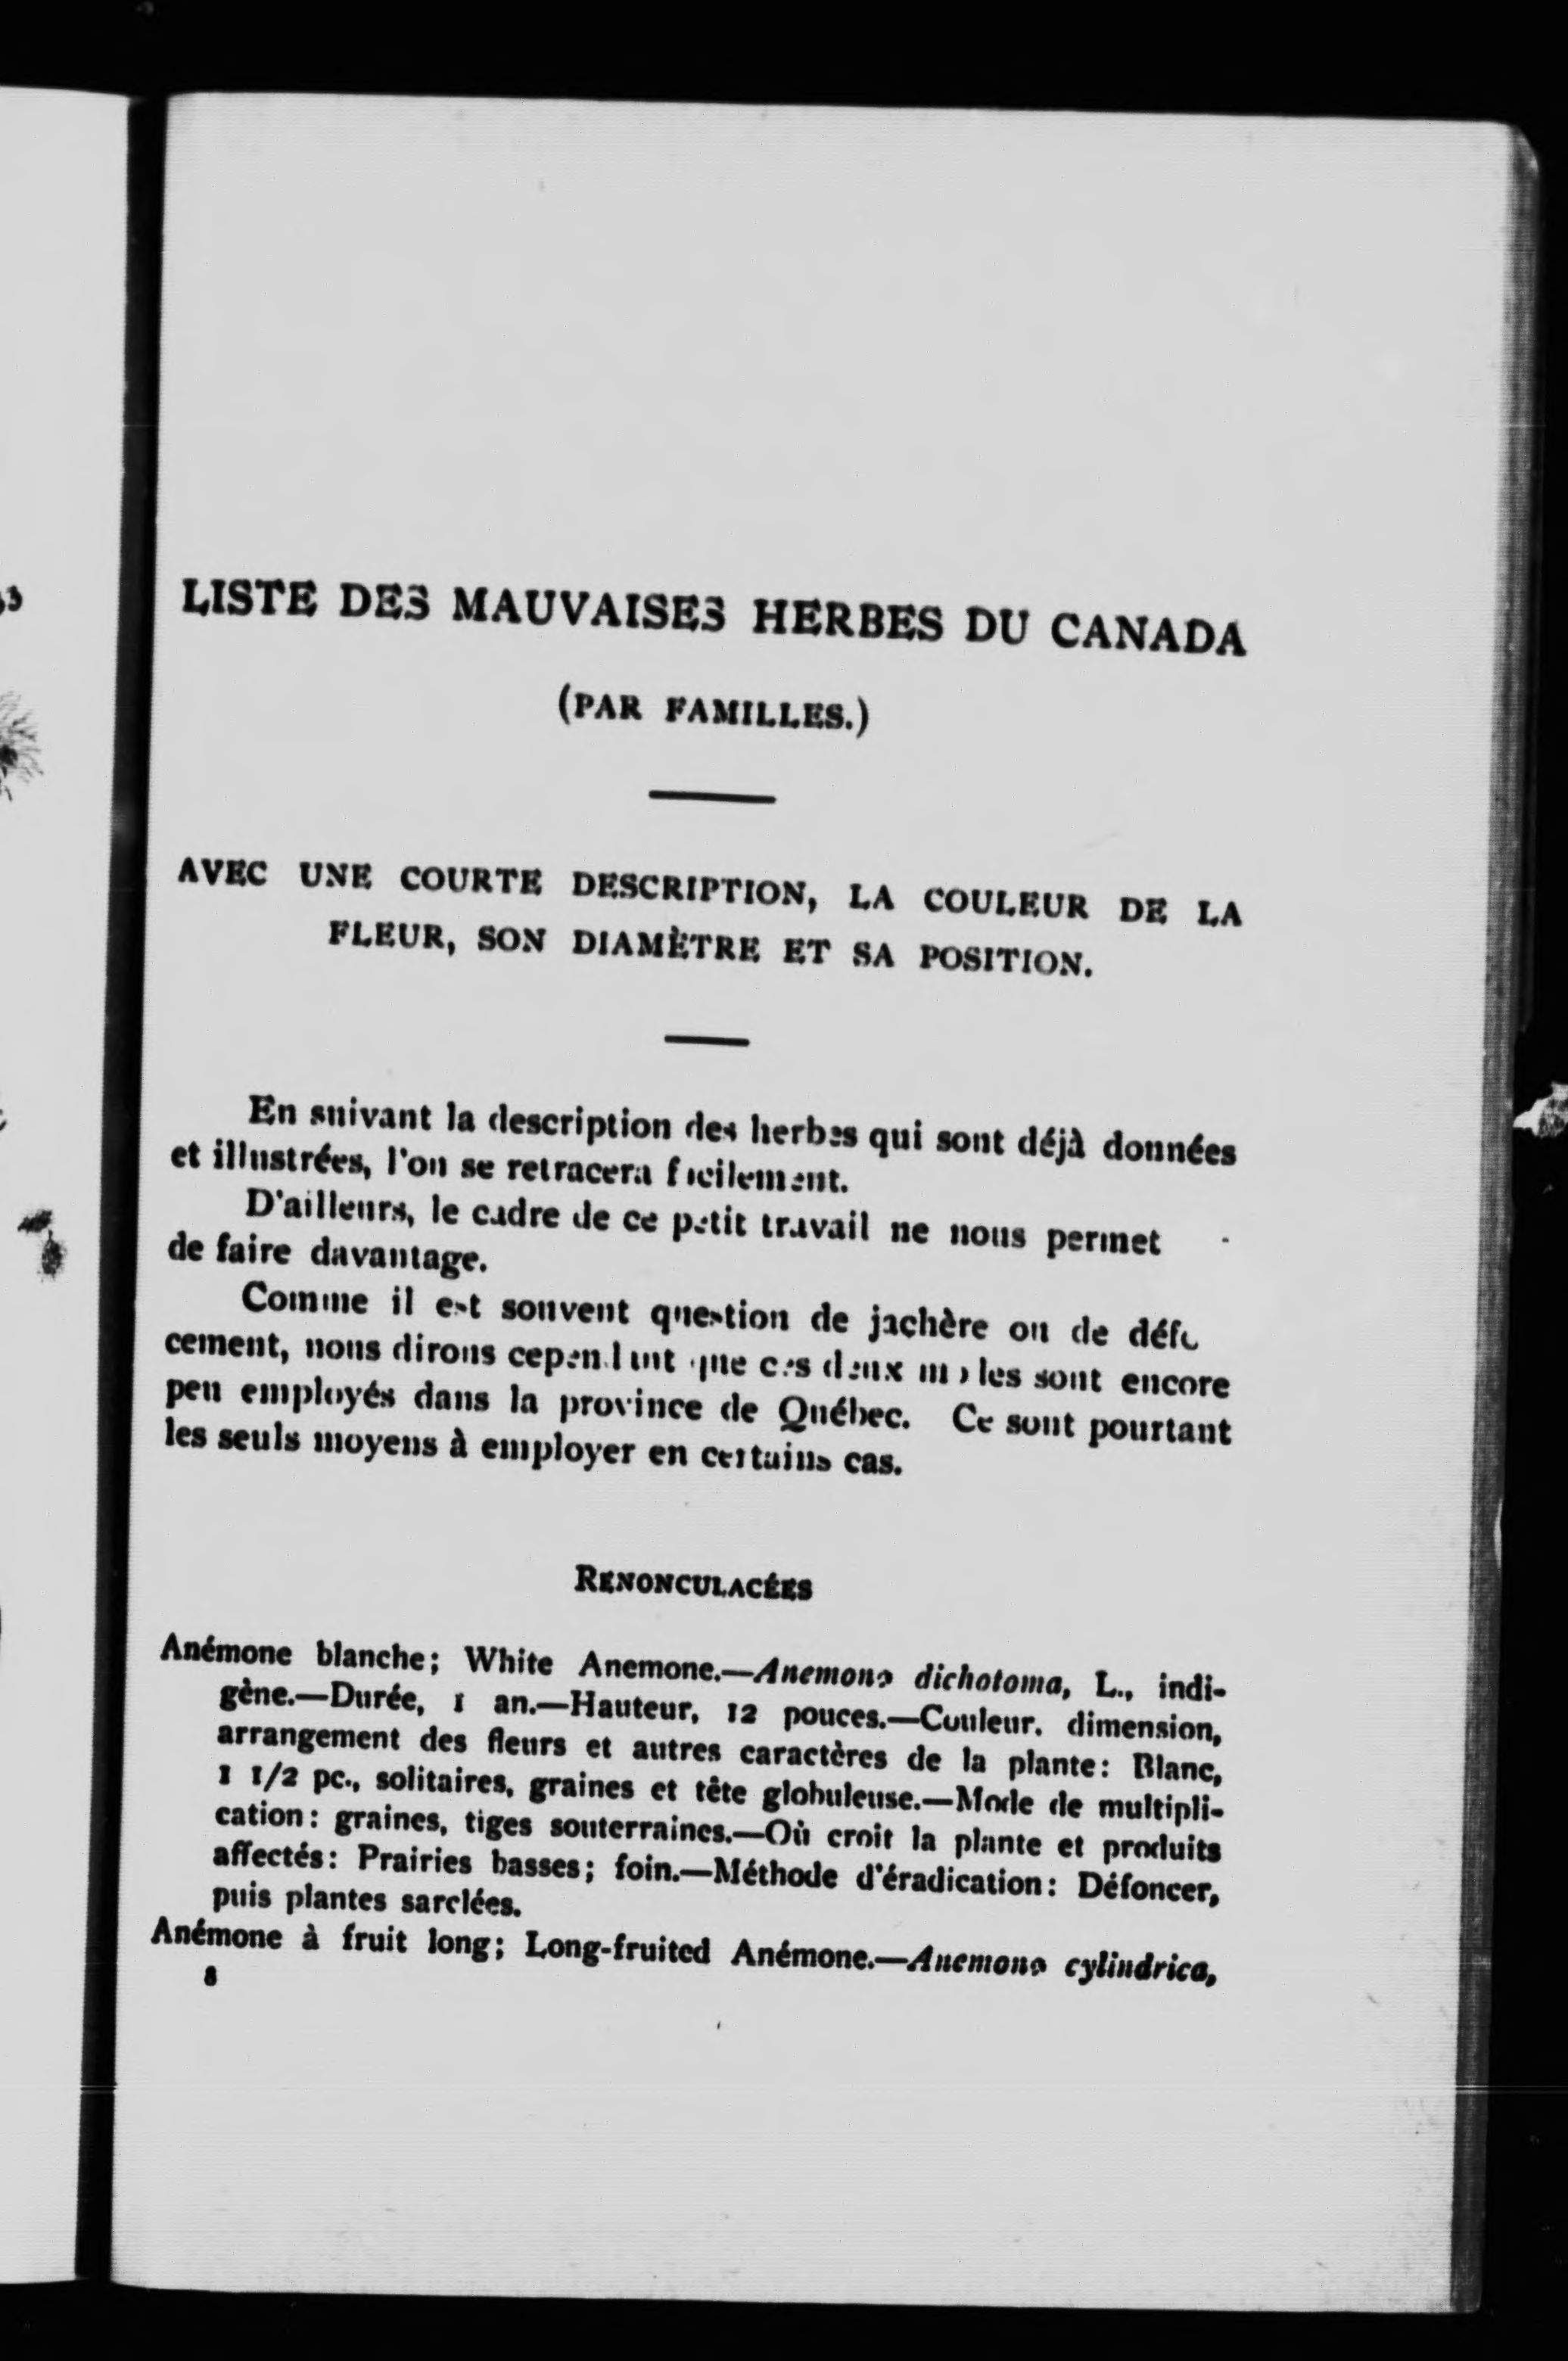 LISTE DES MAUVAISES HERBES DU CANADA
(PAR FAMILLES.)
AVEC UNE COURTE DESCRIPTION, LA COULEUR DE LA
FLEUR, SON DIAMÈTRE ET SA POSITION.
En suivant la description des herbes qui sont déjà données
et illustrées, l'on se retracera facilement.
D'ailleurs, le cadre de ce petit travail ne nous permet
de faire davantage.
Comme il est souvent question de jachère ou de
cement, nous dirons cependant que ces deux modes sont encore
peu employés dans la province de Québec. Ce sont pourtant
les seuls moyens à employer en certains cas.
RENONCULACÉES
Anémone blanche; White Anemone.—Anemone dichotoma, L., indi-
gène.—Durée, 1 an.—Hauteur, 12 pouces.—Couleur, dimension,
arrangement des fleurs et autres caractères de la plante: Blanc,
1 1/2 pc., solitaires, graines et tête globuleuse.—Mode de multipli-
cation: graines, tiges souterraines.—Où croit la plante et produits
affectés: Prairies basses; foin.—Méthode d'éradication: Défoncer,
puis plantes sarclées.
Anémone à fruit long; Long-fruited Anémone.—Anemone cylindrica,
8